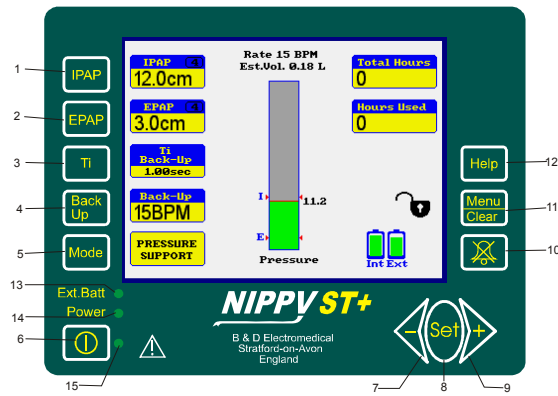 1
IPAP
2
EPAP
3
Ti
4
Back
Up
5
Mode
13
Ext.Batt
14
Power
6
15
IPAP 4
12.0cm
EPAP 4
3.0cm
Ti
Back-Up
1.00sec
Back-Up
15BPM
PRESSURE
SUPPORT
Rate 15 BPM
Est.Vol. 0.18 L
I
11.2
E
Pressure
Total Hours
0
Hours Used
0
Int Ext
Help
12
Menu
Clear
11
10
NIPPV ST+
B & D Electromedical
Stratford-on-Avon
England
- Set +
7
8
9